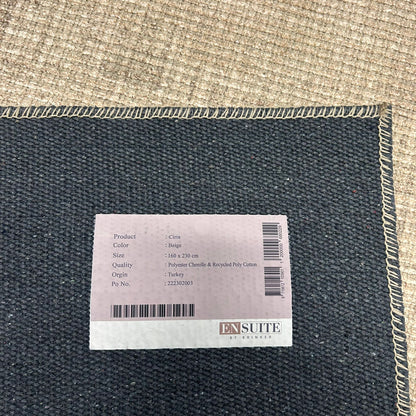 Product : Cirra
Color : Beige
Size : 160 x 230 cm
Quality : Polyester Chenille & Recycled Poly Cotton
Orgin : Turkey
Po No. : 222302003
ENSUITE
BY BRINKER